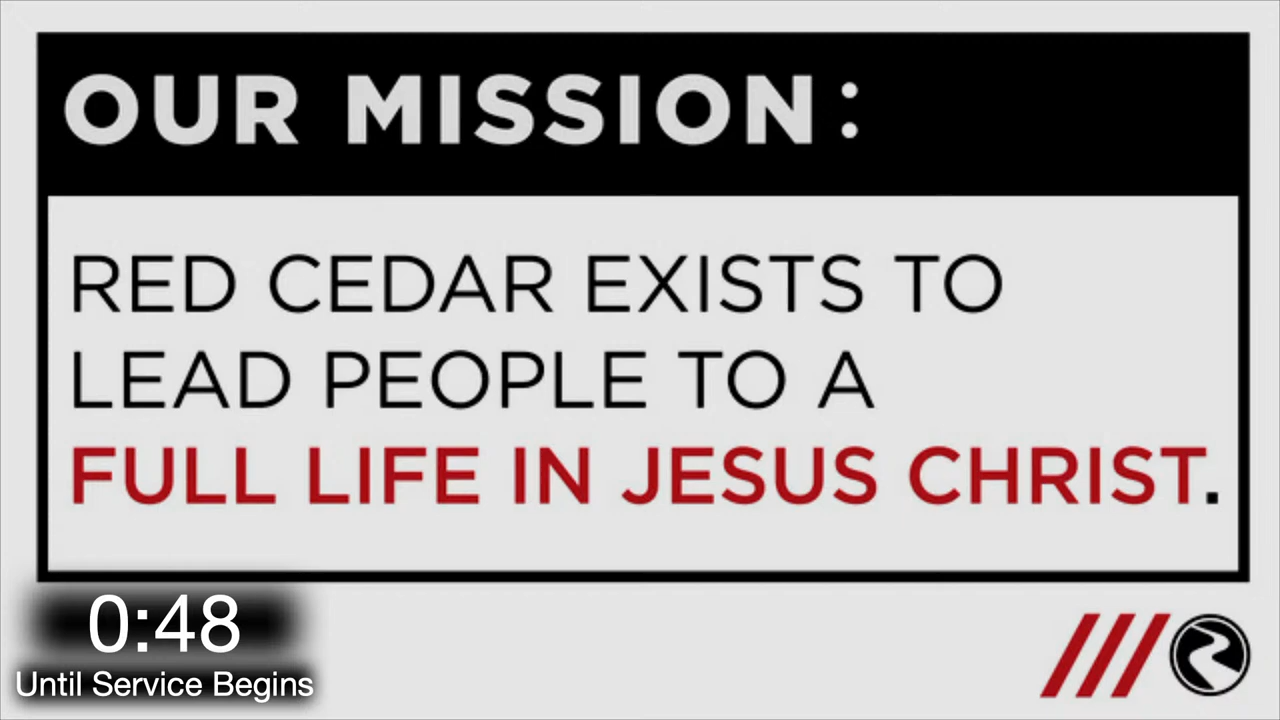 OUR MISSION:
RED CEDAR EXISTS TO
LEAD PEOPLE TO A
FULL LIFE IN JESUS CHRIST.
0:48
Until Service Begins